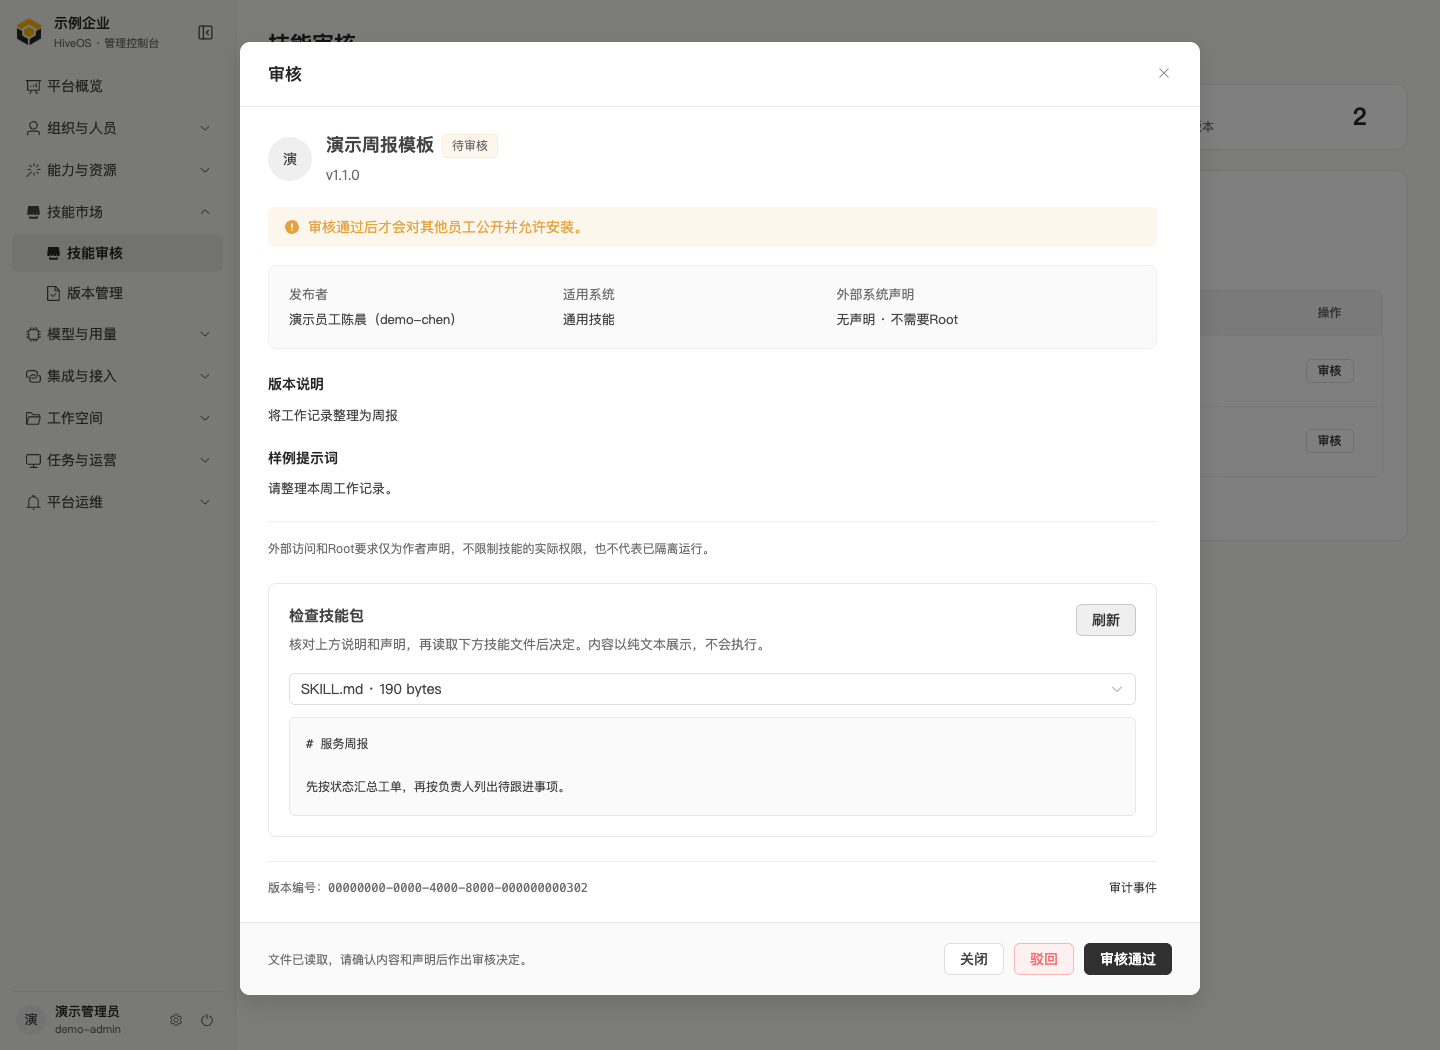 示例企业
HiveOS · 管理控制台
平台概览
组织与人员
能力与资源
技能市场
技能审核
版本管理
模型与用量
集成与接入
工作空间
任务与运营
平台运维
演
演示管理员
demo-admin
2
操作
审核
审核
审核
演
演示周报模板
待审核
v1.1.0
审核通过后才会对其他员工公开并允许安装。
发布者
适用系统
外部系统声明
演示员工陈晨（demo-chen）
通用技能
无声明 · 不需要Root
版本说明
将工作记录整理为周报
样例提示词
请整理本周工作记录。
外部访问和Root要求仅为作者声明，不限制技能的实际权限，也不代表已隔离运行。
检查技能包
刷新
核对上方说明和声明，再读取下方技能文件后决定。内容以纯文本展示，不会执行。
SKILL.md · 190 bytes
# 服务周报
先按状态汇总工单，再按负责人列出待跟进事项。
版本编号：00000000-0000-4000-8000-000000000302
审计事件
文件已读取，请确认内容和声明后作出审核决定。
关闭
驳回
审核通过